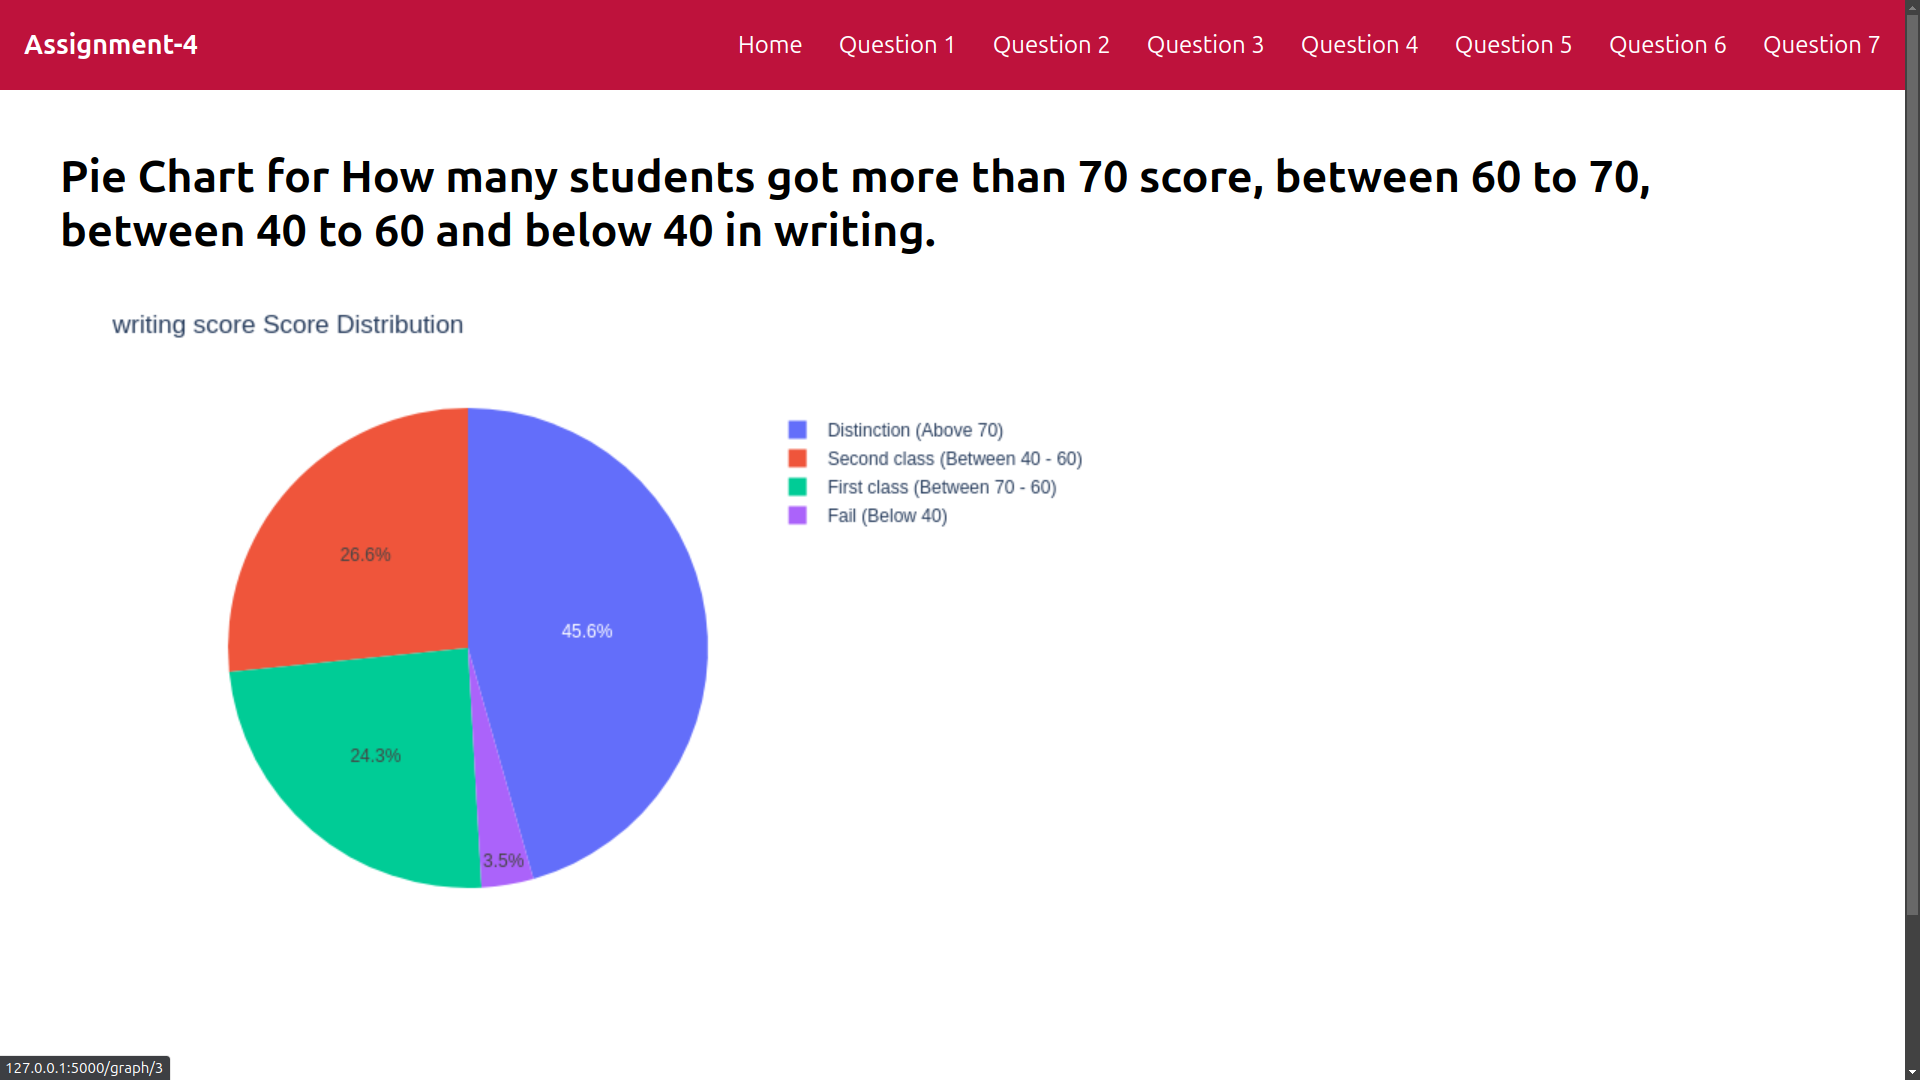 Assignment-4
Home Question 1 Question 2 Question 3 Question 4 Question 5 Question 6 Question 7
Pie Chart for How many students got more than 70 score, between 60 to 70,
between 40 to 60 and below 40 in writing.
writing score Score Distribution
Distinction (Above 70)
Second class (Between 40 - 60)
First class (Between 70 - 60)
Fail (Below 40)
26.6%
45.6%
24.3%
3.5%
127.0.0.1:5000/graph/3